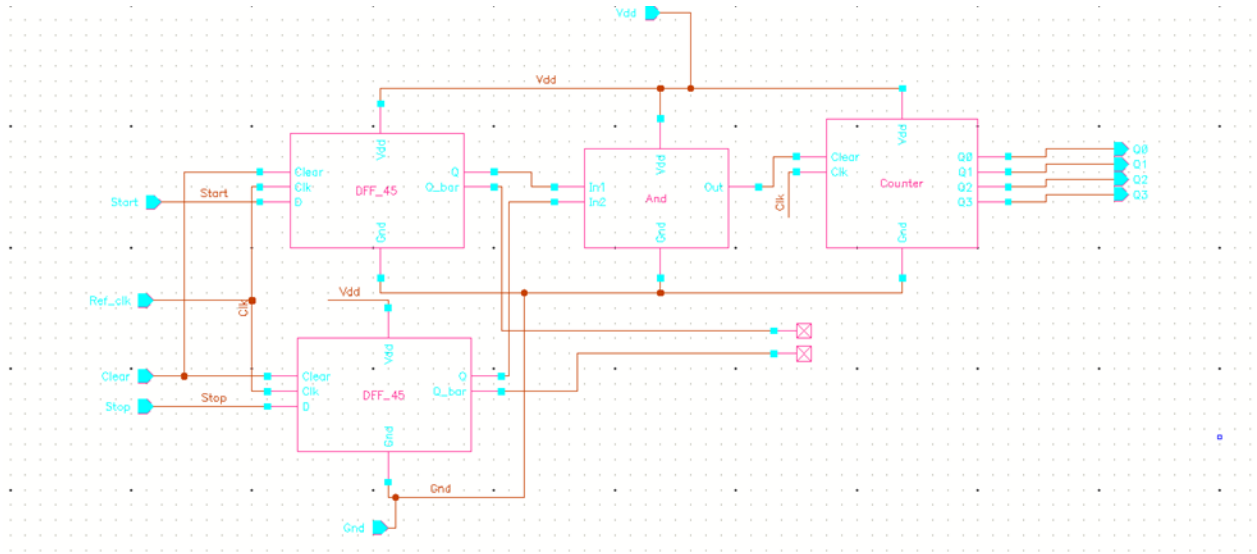 Vdd
Vdd
Vdd
Clear
Clk
D
DFF_45
Q
Q_bar
Gnd
Start
Start
Vdd
In1
In2
And
Out
Gnd
Vdd
Clear
Clk
Counter
Q0
Q1
Q2
Q3
Gnd
Clk
Q0
Q1
Q2
Q3
Ref_clk
Clk
Vdd
Vdd
Clear
Clear
Clk
D
DFF_45
Q
Q_bar
Gnd
Stop
Stop
Gnd
Gnd